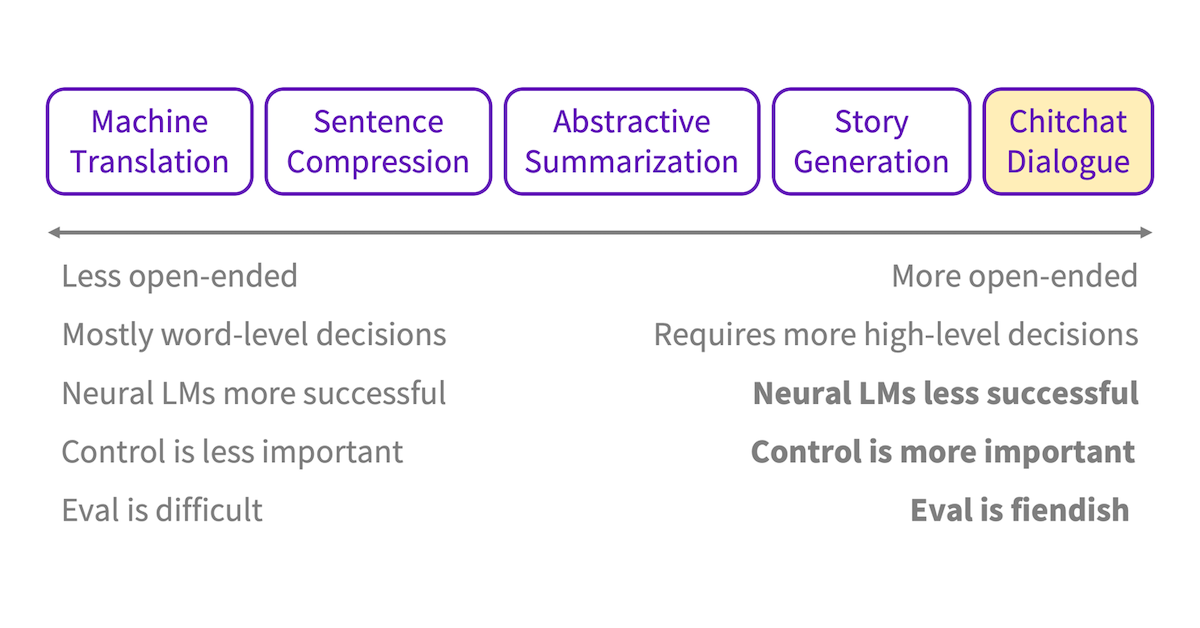 Machine
Translation
Sentence
Compression
Abstractive
Summarization
Story
Generation
Chitchat
Dialogue
Less open-ended
More open-ended
Mostly word-level decisions
Requires more high-level decisions
Neural LMs more successful
Neural LMs less successful
Control is less important
Control is more important
Eval is difficult
Eval is fiendish